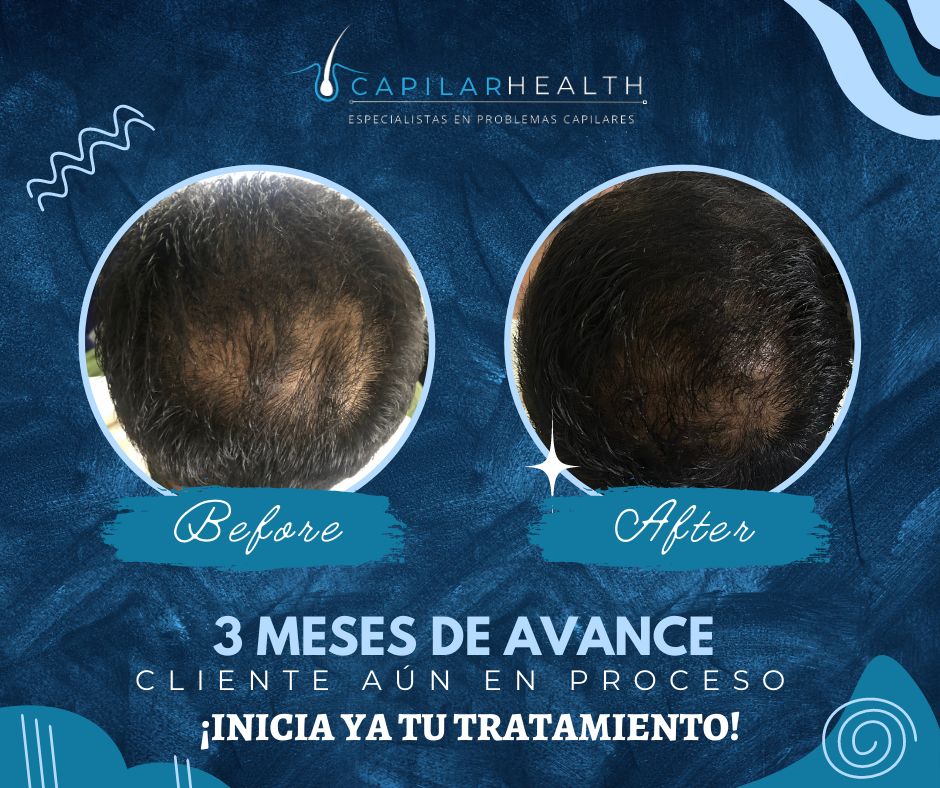 CAPILARHEALTH
ESPECIALISTAS EN PROBLEMAS CAPILARES
Before
After
3 MESES DE AVANCE
CLIENTE AÚN EN PROCESO
¡INICIA YA TU TRATAMIENTO!